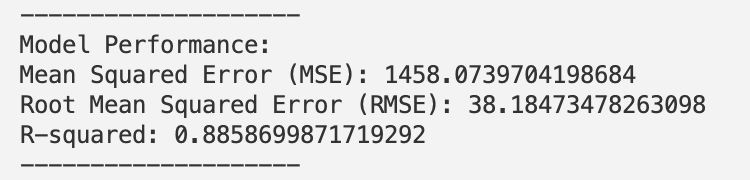 --------------------
Model Performance:
Mean Squared Error (MSE): 1458.0739704198684
Root Mean Squared Error (RMSE): 38.18473478263098
R-squared: 0.8858699871719292
--------------------